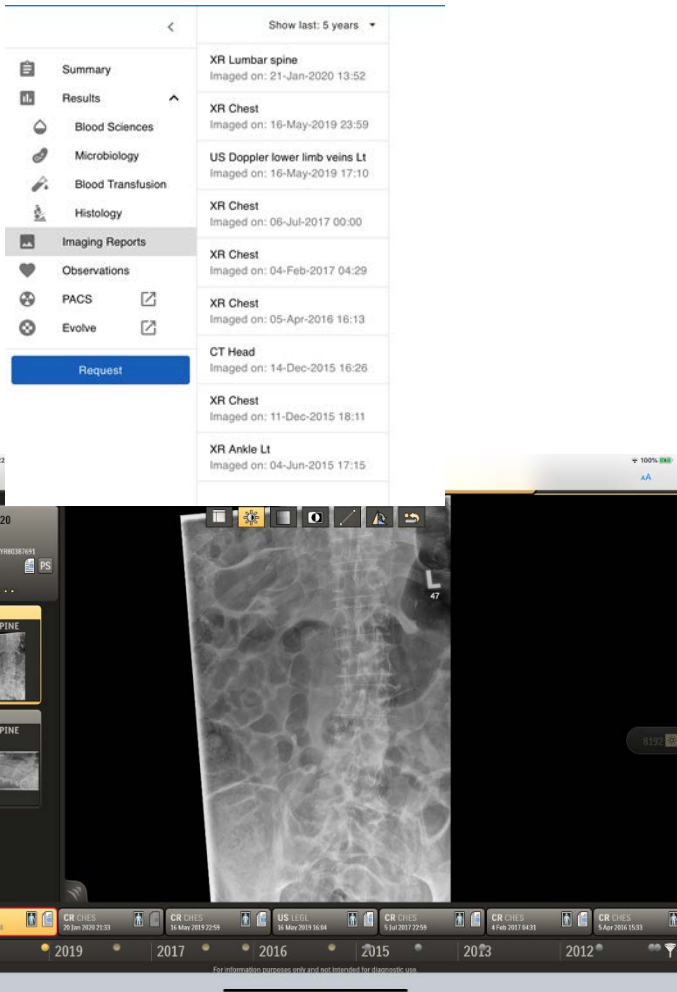 Show last: 5 years
Summary
Results
Blood Sciences
Microbiology
Blood Transfusion
Histology
Imaging Reports
Observations
PACS
Evolve
Request
XR Lumbar spine
Imaged on: 21-Jan-2020 13:52
XR Chest
Imaged on: 16-May-2019 23:59
US Doppler lower limb veins Lt
Imaged on: 16-May-2019 17:10
XR Chest
Imaged on: 06-Jul-2017 00:00
XR Chest
Imaged on: 04-Feb-2017 04:29
XR Chest
Imaged on: 05-Apr-2016 16:13
CT Head
Imaged on: 14-Dec-2015 16:26
XR Chest
Imaged on: 11-Dec-2015 18:11
XR Ankle Lt
Imaged on: 04-Jun-2015 17:15
100%
AA
20
PS
PINE
PINE
L
47
8192
CR CHES
20 Jan 2020 21:33
CR CHES
16 May 2019 22:59
US LEGL
16 May 2019 16:04
CR CHES
5 Jul 2017 22:59
CR CHES
4 Feb 2017 04:31
CR CHES
5 Apr 2016 15:33
2019 2017 2016 2015 2013 2012
For information purposes only and not intended for diagnostic use.